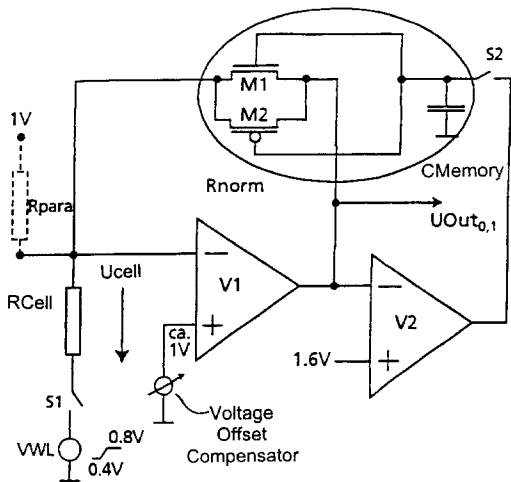 S2
M1
M2
1V
CMemory
Rnorm
Rpara
UOut0,1
Ucell
V1
RCell
V2
ca.
1V
1.6V
S1
Voltage
Offset
Compensator
VWL
0.8V
0.4V